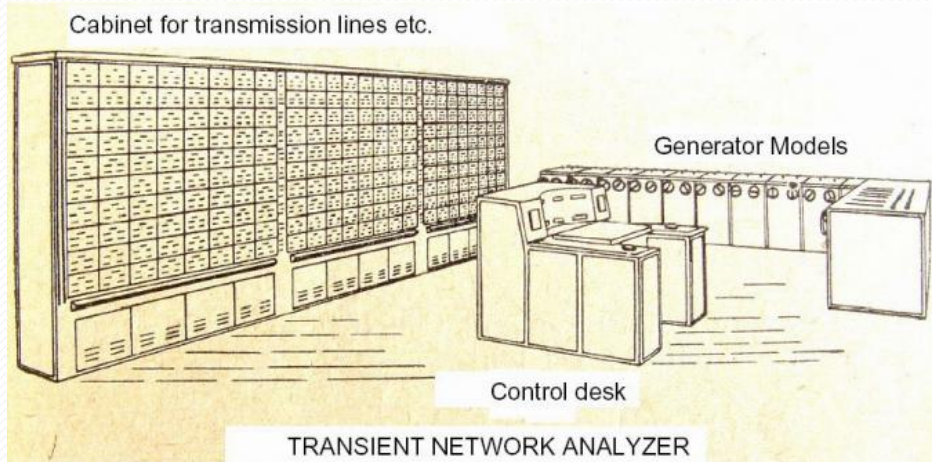 Cabinet for transmission lines etc.
Generator Models
Control desk
TRANSIENT NETWORK ANALYZER